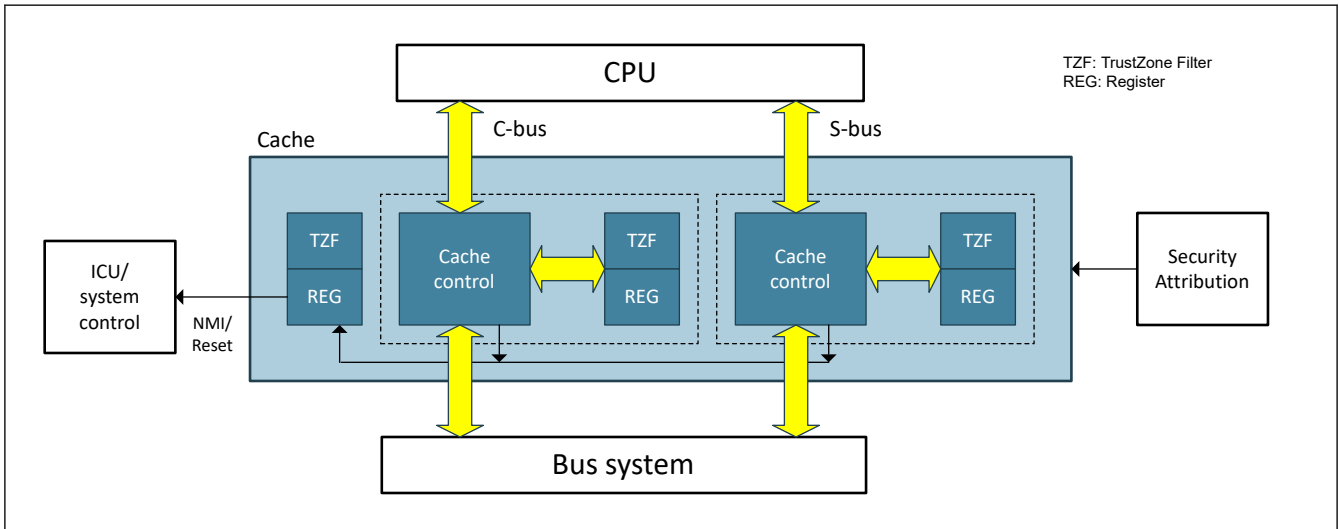 CPU
TZF: TrustZone Filter
REG: Register
C-bus
S-bus
Cache
TZF
REG
Cache
control
TZF
REG
Cache
control
TZF
REG
ICU/
system
control
NMI/
Reset
Security
Attribution
Bus system